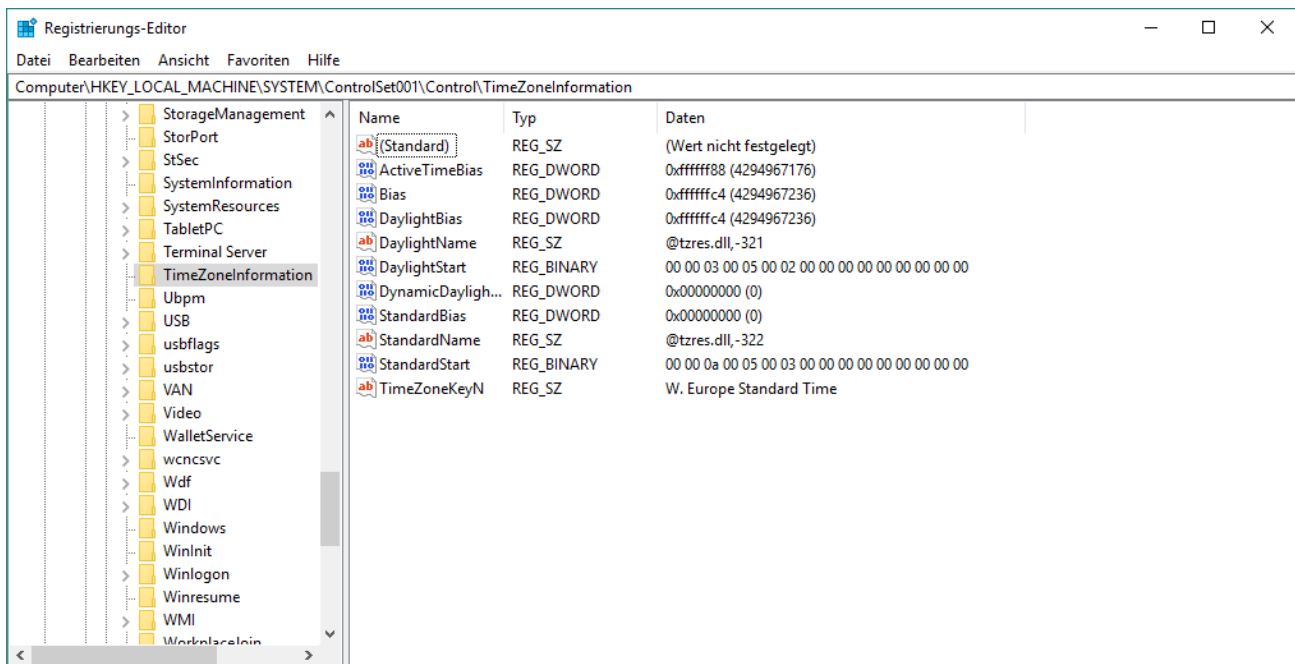 Registrierungs-Editor
Datei Bearbeiten Ansicht Favoriten Hilfe
Computer\HKEY_LOCAL_MACHINE\SYSTEM\ControlSet001\Control\TimeZoneInformation
StorageManagement
StorPort
StSec
SystemInformation
SystemResources
TabletPC
Terminal Server
TimeZoneInformation
Ubpm
USB
usbflags
usbstor
VAN
Video
WalletService
wcncsvc
Wdf
WDI
Windows
WinInit
Winlogon
Winresume
WMI
WorkplaceJoin
Name Typ Daten
(Standard) REG_SZ (Wert nicht festgelegt)
ActiveTimeBias REG_DWORD 0xffffff88 (4294967176)
Bias REG_DWORD 0xffffffc4 (4294967236)
DaylightBias REG_DWORD 0xffffffc4 (4294967236)
DaylightName REG_SZ @tzres.dll,-321
DaylightStart REG_BINARY 00 00 03 00 05 00 02 00 00 00 00 00 00 00 00 00
DynamicDayligh... REG_DWORD 0x00000000 (0)
StandardBias REG_DWORD 0x00000000 (0)
StandardName REG_SZ @tzres.dll,-322
StandardStart REG_BINARY 00 00 0a 00 05 00 03 00 00 00 00 00 00 00 00 00
TimeZoneKeyN REG_SZ W. Europe Standard Time